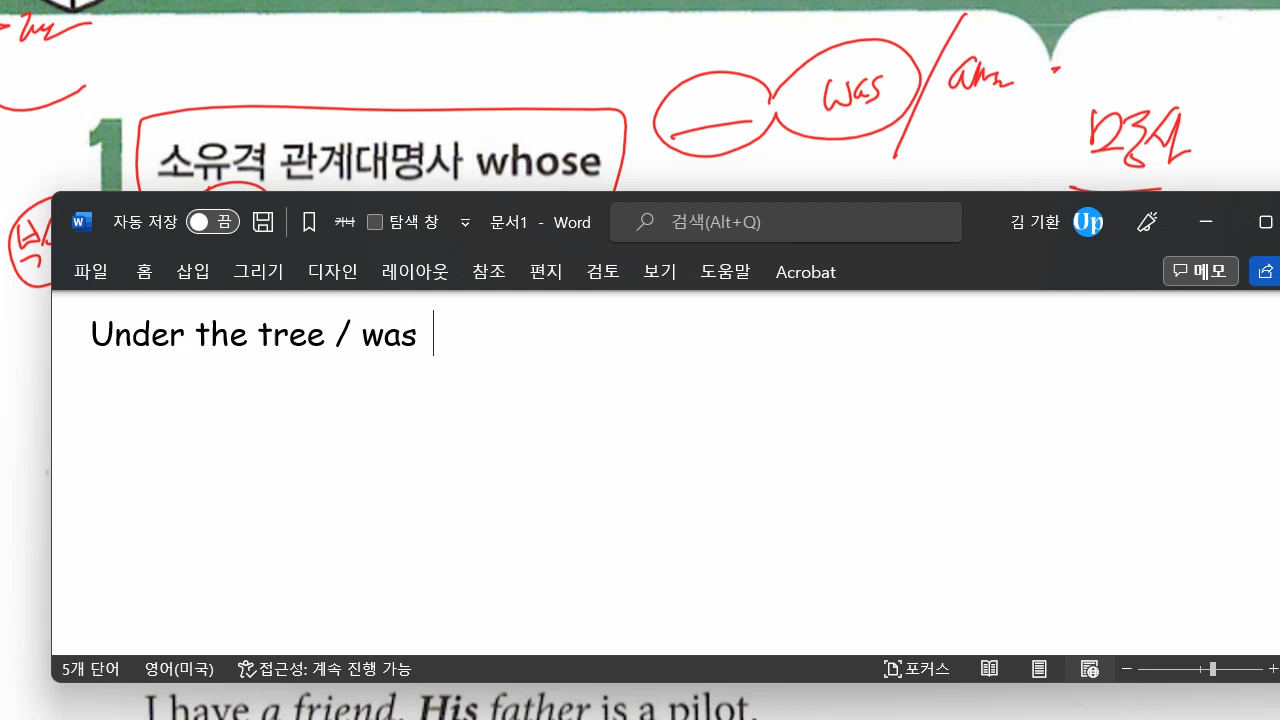 was
모든사
1 소유격 관계대명사 whose
자동 저장 끔 탐색 창 문서1 - Word 검색(Alt+Q) 김 기환 Up
파일 홈 삽입 그리기 디자인 레이아웃 참조 편지 검토 보기 도움말 Acrobat 메모
Under the tree / was
5개 단어 영어(미국) 접근성: 계속 진행 가능 포커스
I have a friend. His father is a pilot.